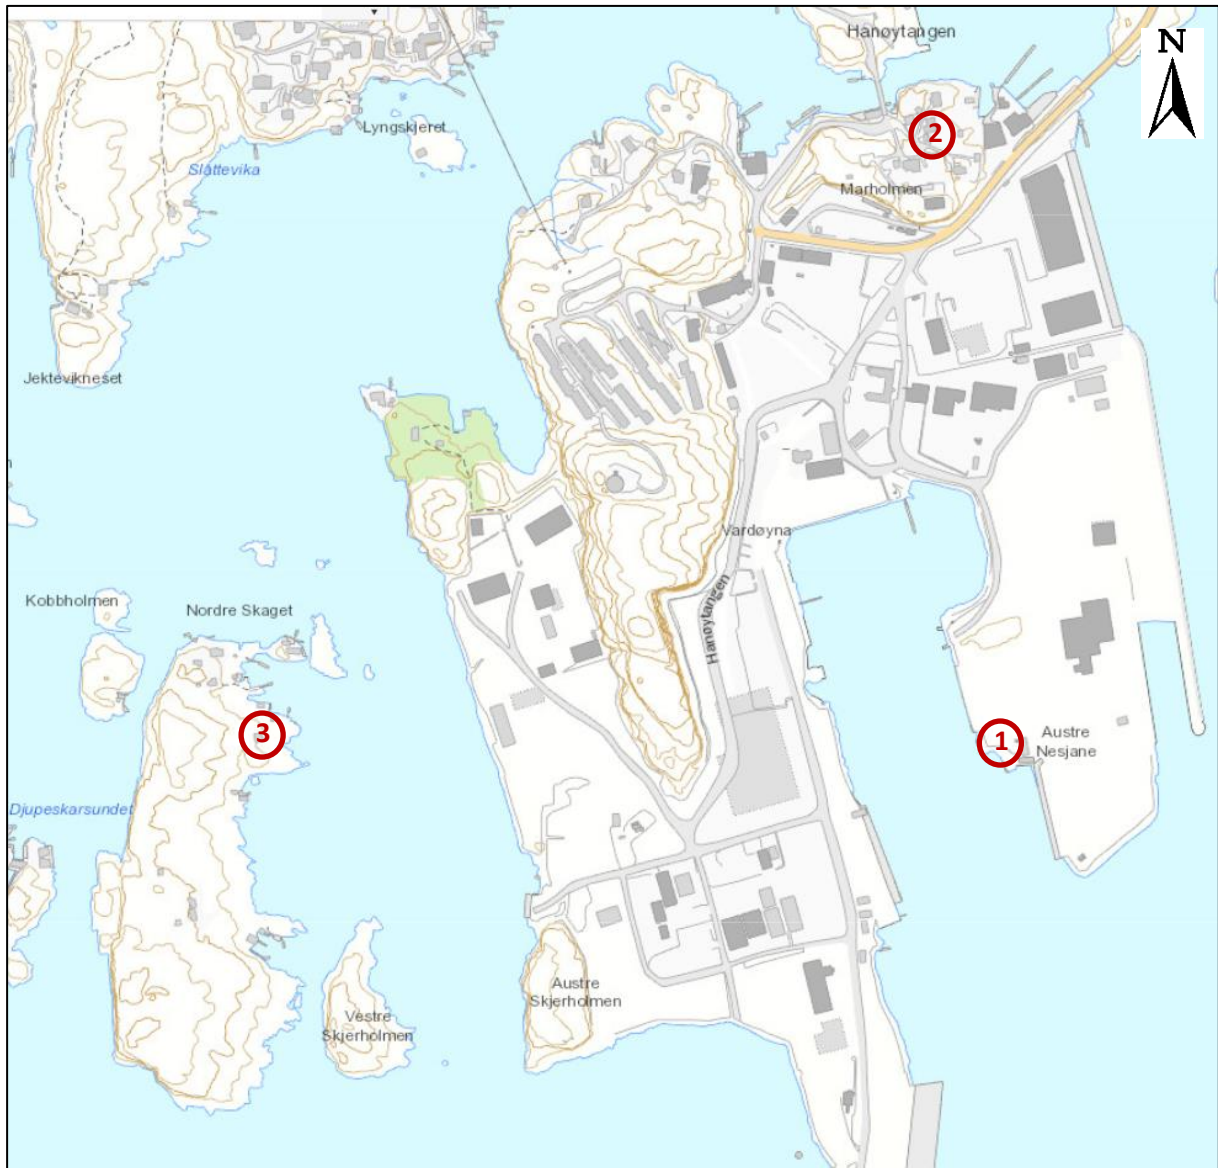 Hanøytangen
N
2
Lyngskjeret
Slåttevika
Marholmen
Jektevikneset
Vardøyna
Hanøytangen
Kobbholmen
Nordre Skaget
3
1
Austre
Nesjane
Djupeskarsundet
Austre
Skjerholmen
Vestre
Skjerholmen